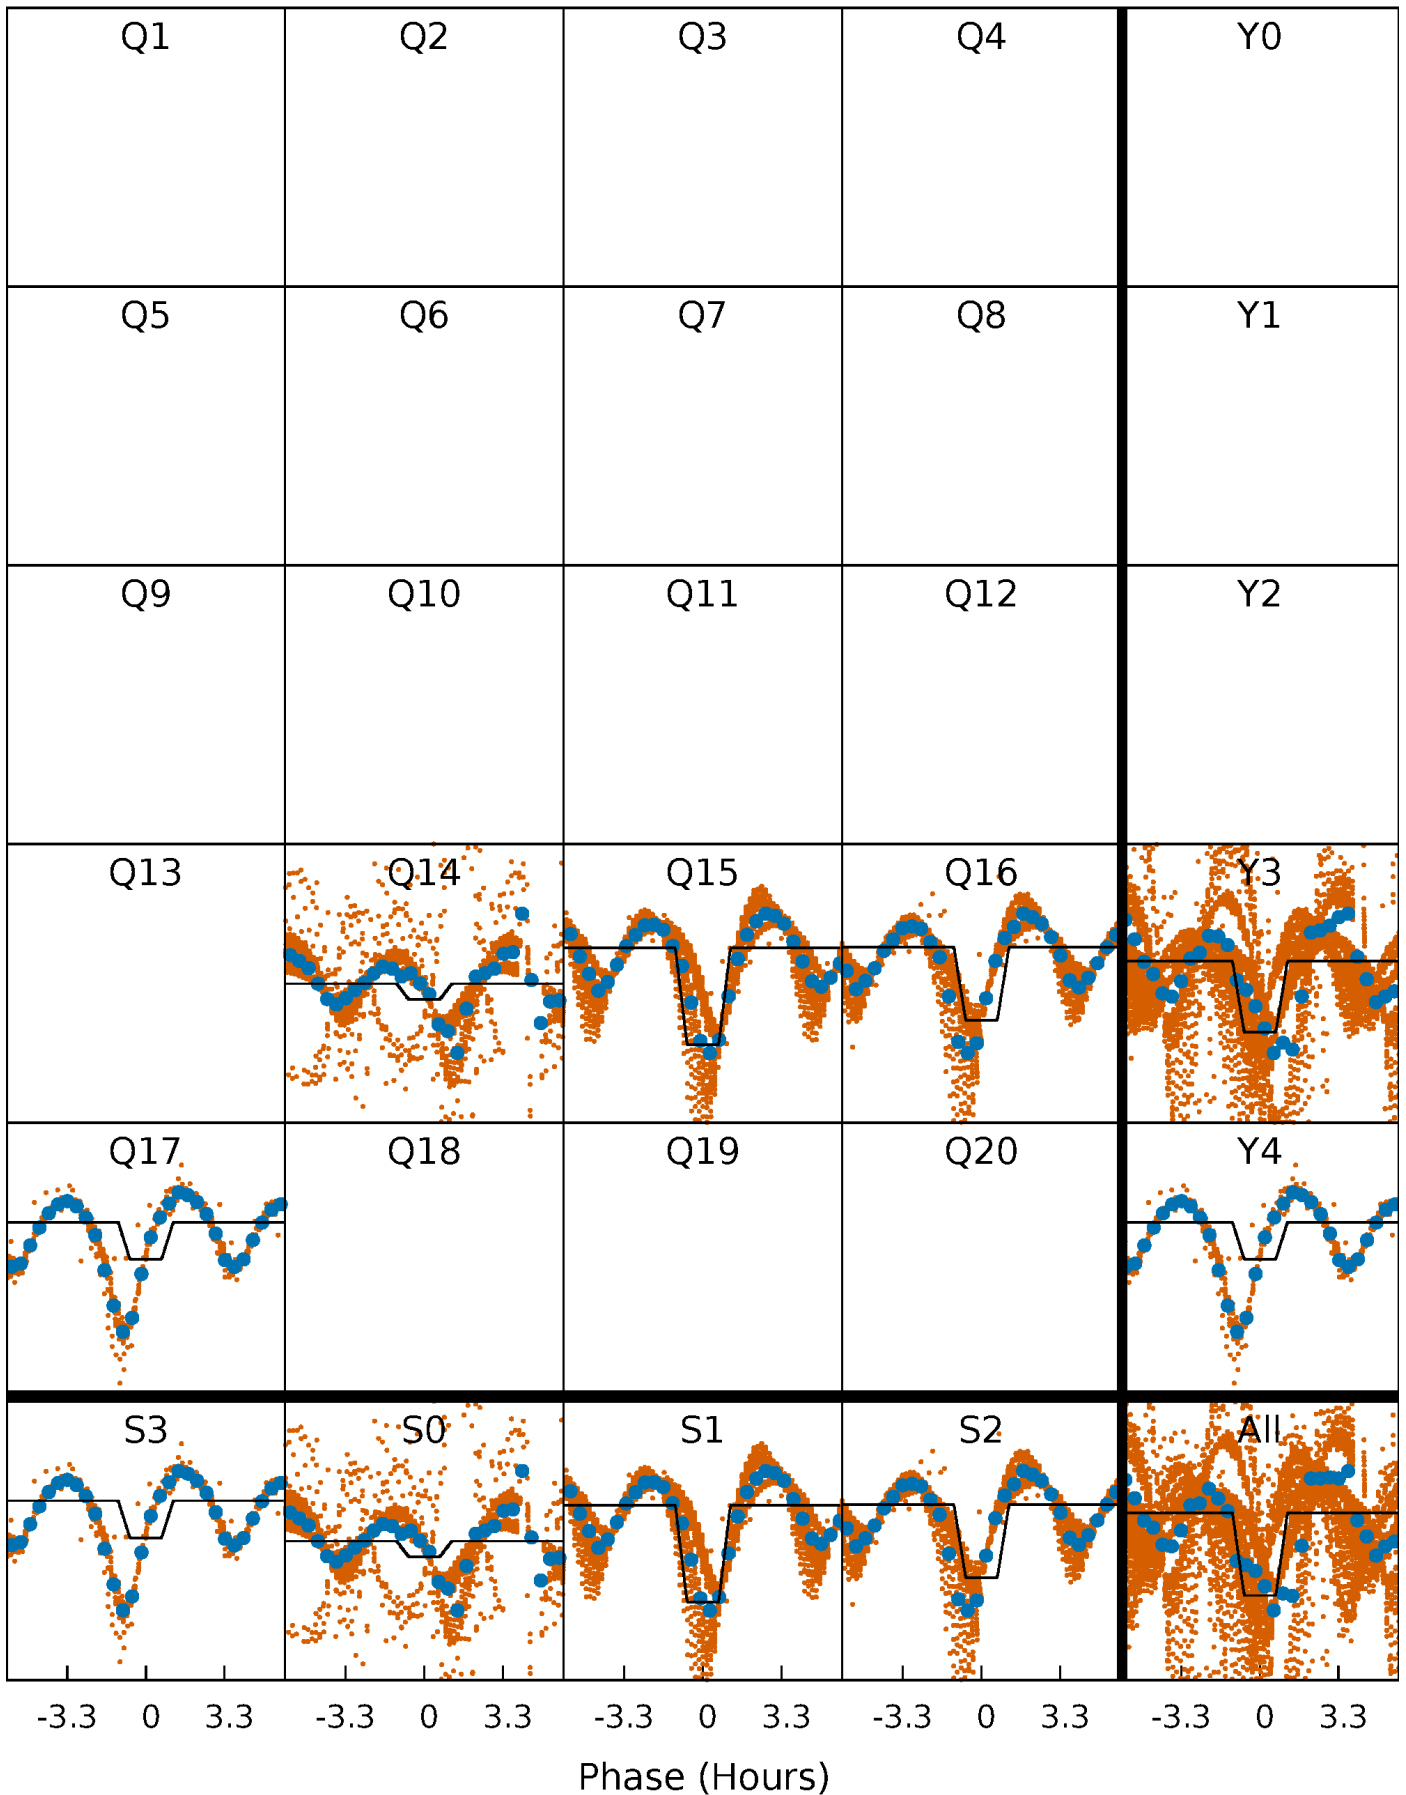 Q1 Q2 Q3 Q4 Y0
Q5 Q6 Q7 Q8 Y1
Q9 Q10 Q11 Q12 Y2
Q13 Q14 Q15 Q16 Y3
Q17 Q18 Q19 Q20 Y4
S3 S0 S1 S2 All
-3.3 0 3.3 -3.3 0 3.3 -3.3 0 3.3 -3.3 0 3.3 -3.3 0 3.3
Phase (Hours)